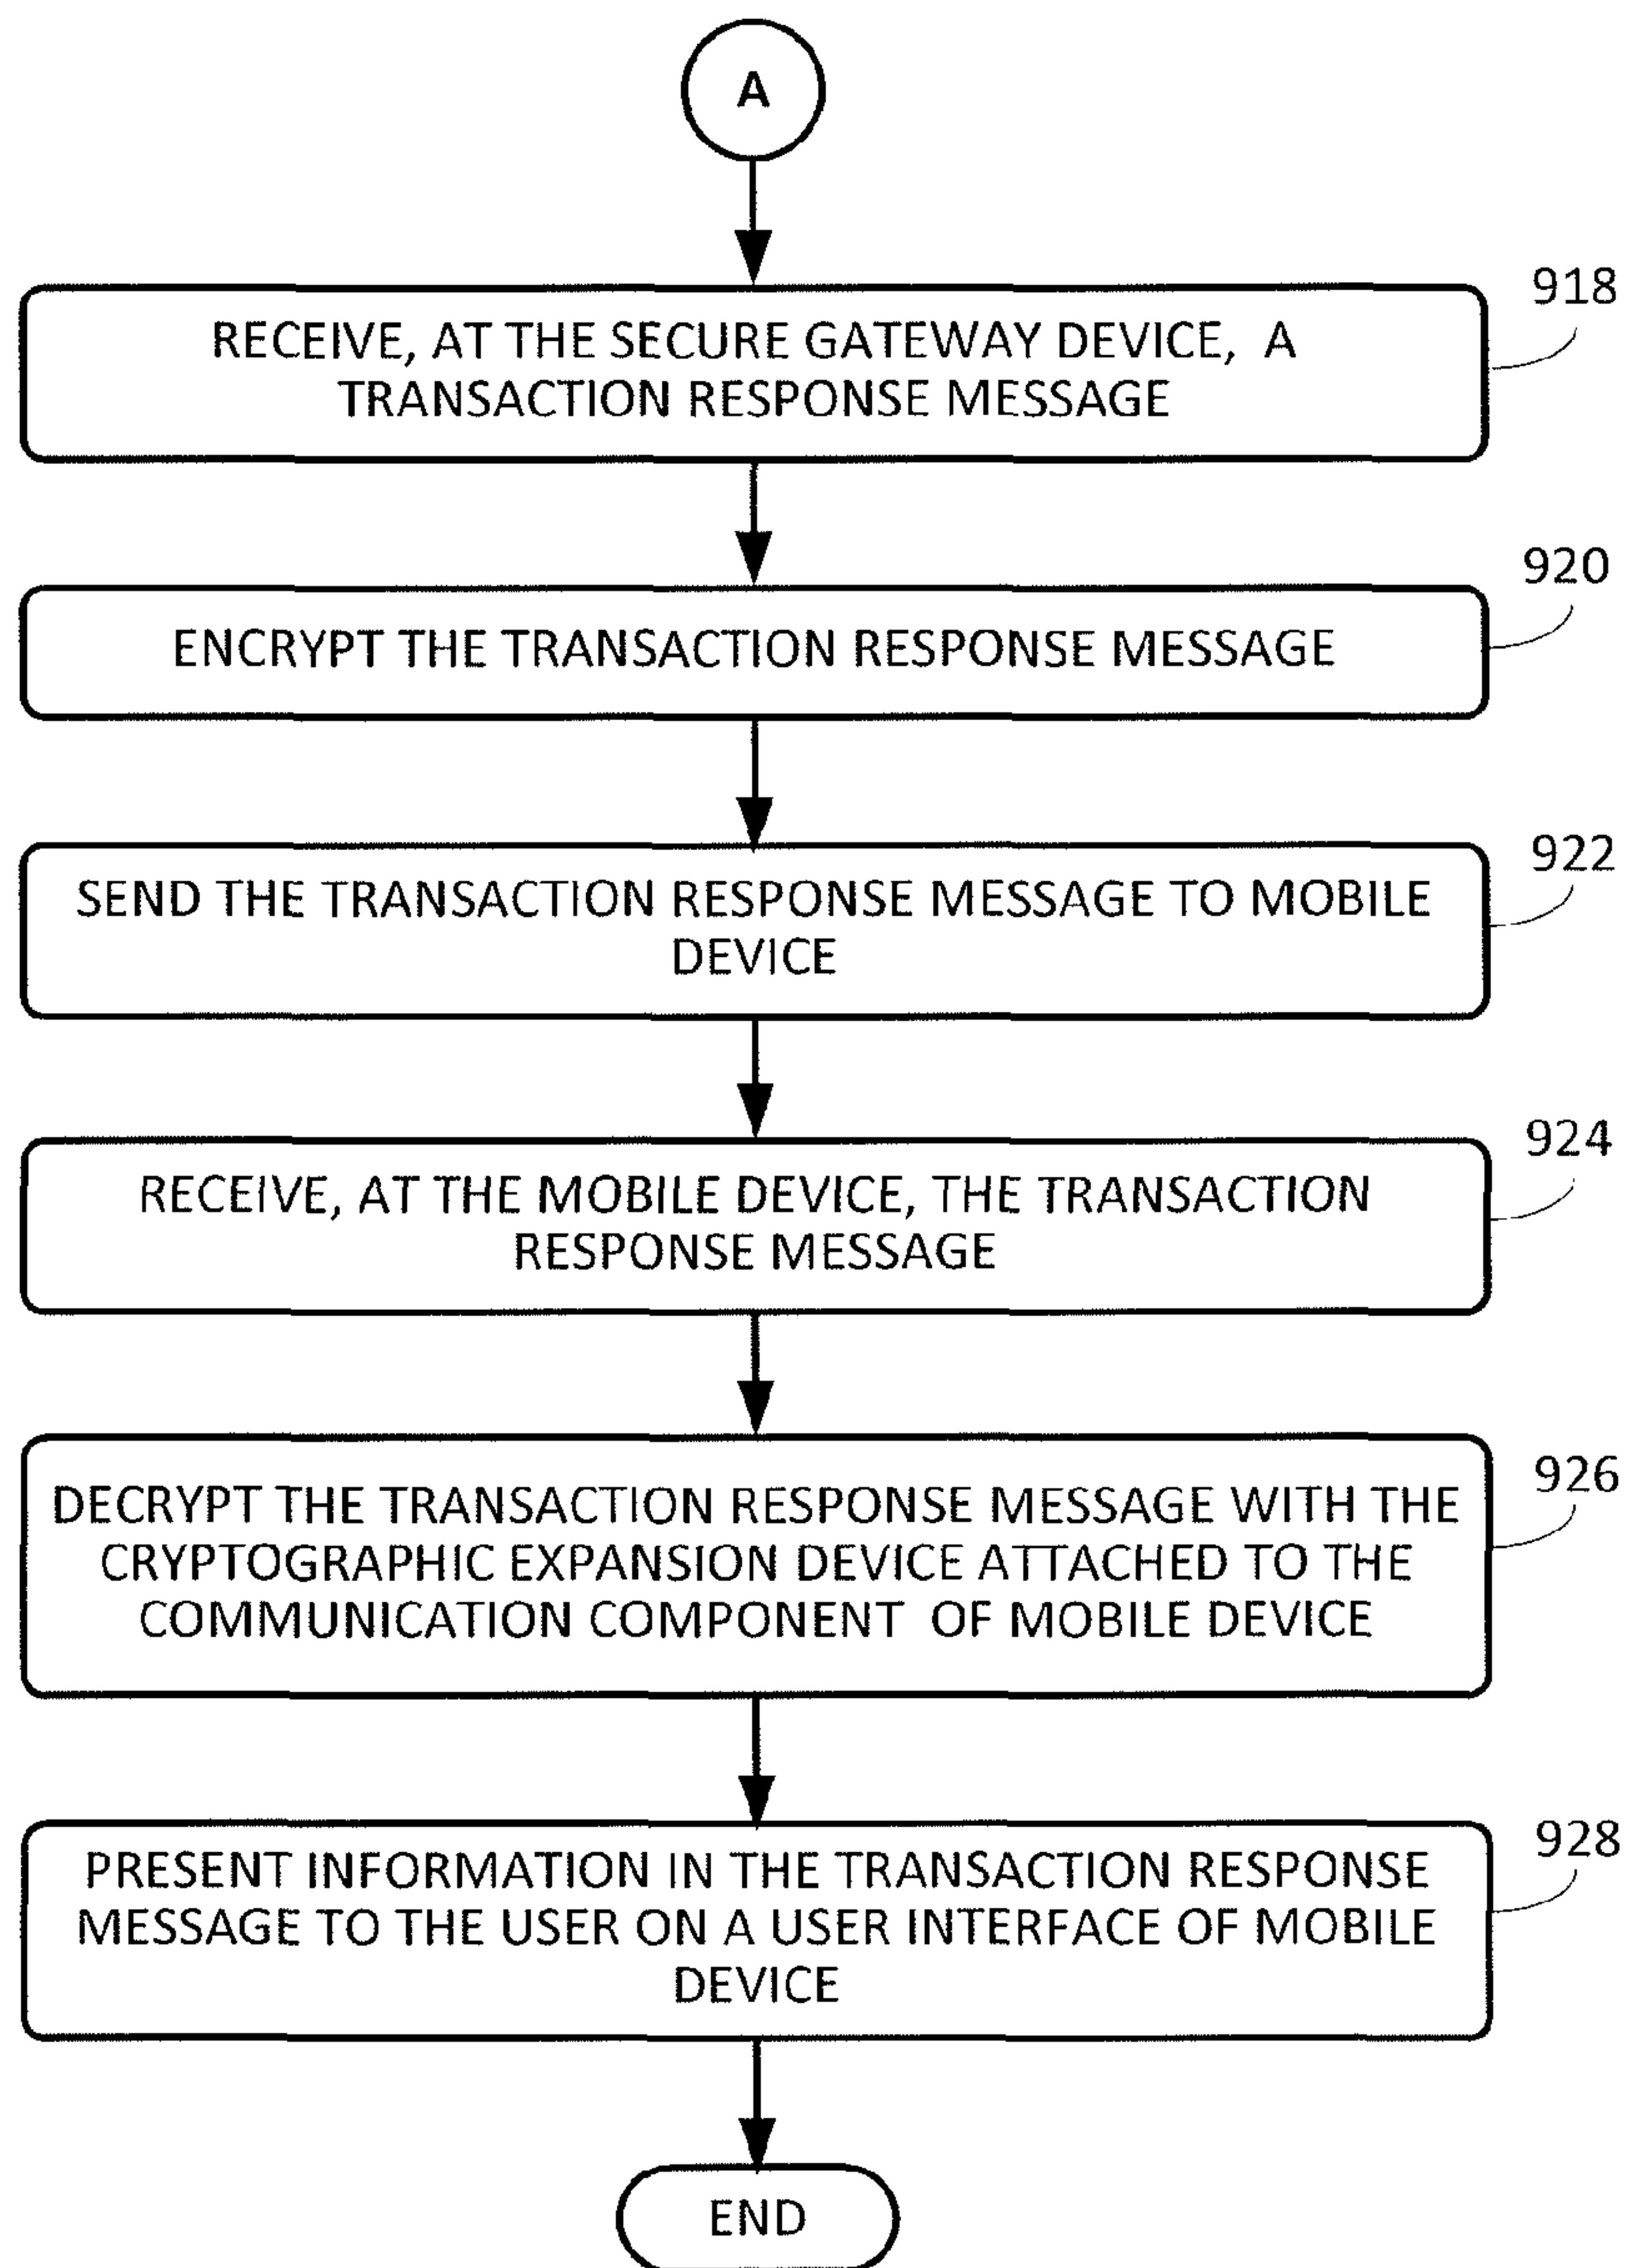 A
918
RECEIVE, AT THE SECURE GATEWAY DEVICE, A
TRANSACTION RESPONSE MESSAGE
920
ENCRYPT THE TRANSACTION RESPONSE MESSAGE
922
SEND THE TRANSACTION RESPONSE MESSAGE TO MOBILE
DEVICE
924
RECEIVE, AT THE MOBILE DEVICE, THE TRANSACTION
RESPONSE MESSAGE
926
DECRYPT THE TRANSACTION RESPONSE MESSAGE WITH THE
CRYPTOGRAPHIC EXPANSION DEVICE ATTACHED TO THE
COMMUNICATION COMPONENT OF MOBILE DEVICE
928
PRESENT INFORMATION IN THE TRANSACTION RESPONSE
MESSAGE TO THE USER ON A USER INTERFACE OF MOBILE
DEVICE
END